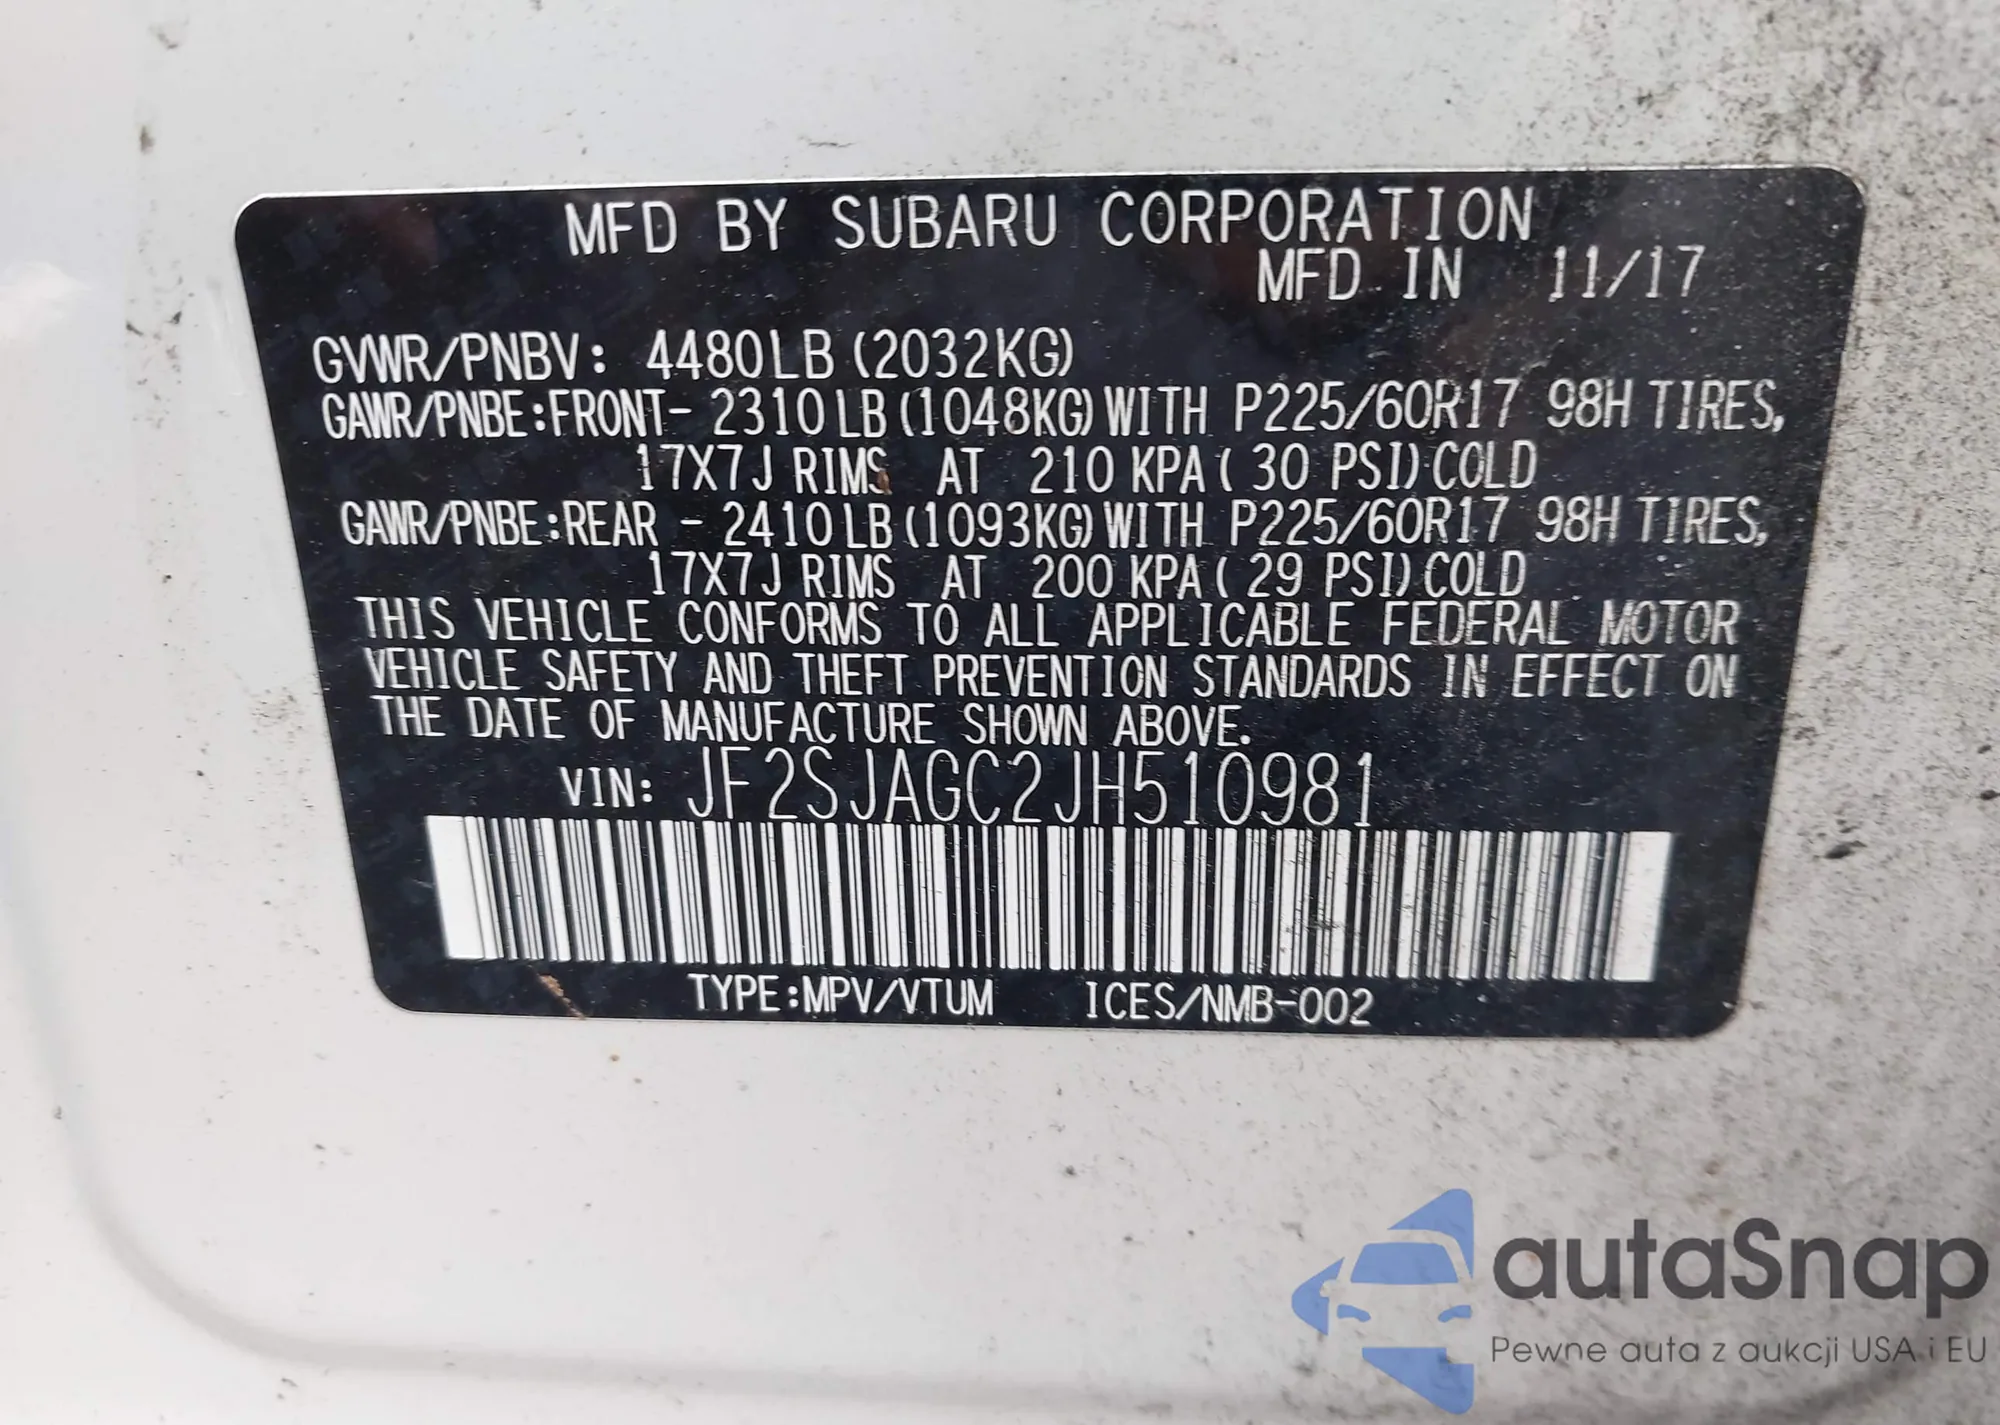 MFD BY SUBARU CORPORATION
MFD IN 11/17
GVWR/PNBV: 4480LB (2032KG)
GAWR/PNBE:FRONT- 2310LB (1048KG) WITH P225/60R17 98H TIRES,
17X7J RIMS AT 210 KPA ( 30 PSI) COLD
GAWR/PNBE:REAR - 2410LB (1093KG) WITH P225/60R17 98H TIRES,
17X7J RIMS AT 200 KPA ( 29 PSI) COLD
THIS VEHICLE CONFORMS TO ALL APPLICABLE FEDERAL MOTOR
VEHICLE SAFETY AND THEFT PREVENTION STANDARDS IN EFFECT ON
THE DATE OF MANUFACTURE SHOWN ABOVE.
VIN: JF2SJAGC2JH510981
TYPE:MPV/VTUM ICES/NMB-002
autaSnap
Pewne auta z aukcji USA i EU